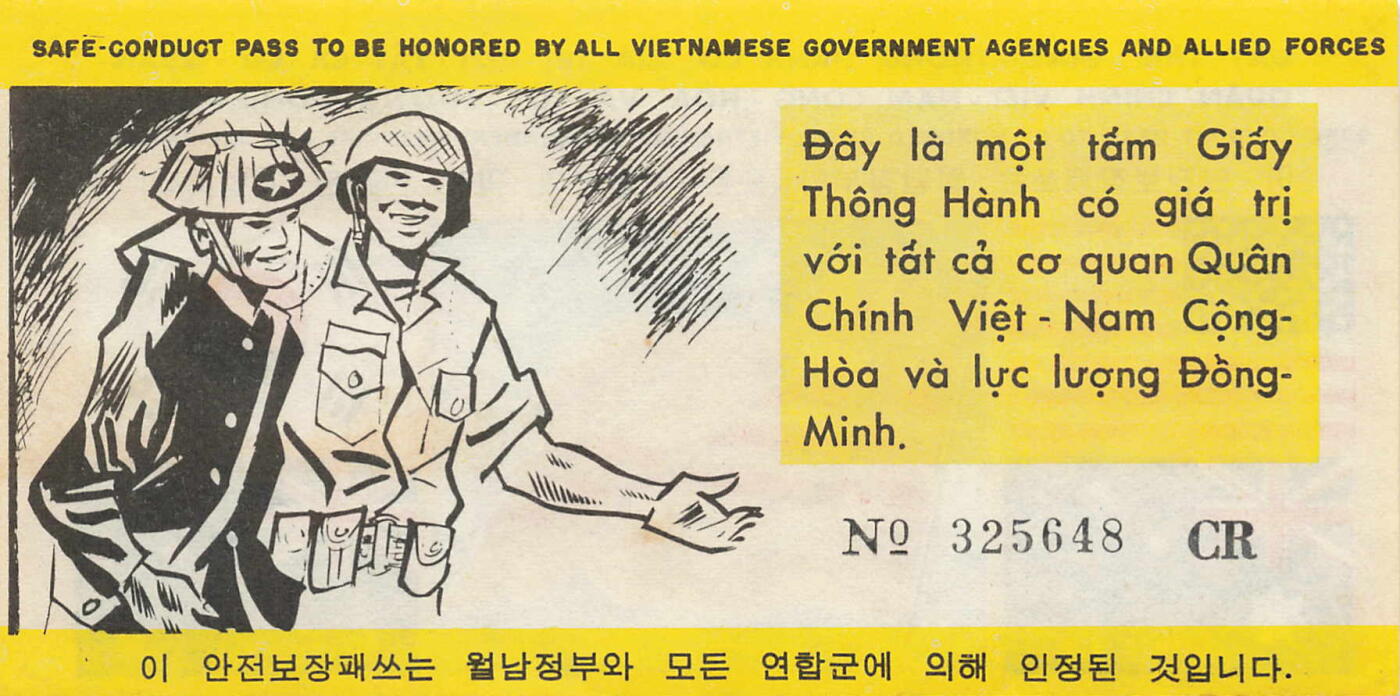 SAFE-CONDUCT PASS TO BE HONORED BY ALL VIETNAMESE GOVERNMENT AGENCIES AND ALLIED FORCES
Đây là một tấm Giấy
Thông Hành có giá trị
với tất cả cơ quan Quân
Chính Việt - Nam Cộng-
Hòa và lực lượng Đồng-
Minh.
Nº 325648 CR
이 안전보장패쓰는 월남정부와 모든 연합군에 의해 인정된 것입니다.